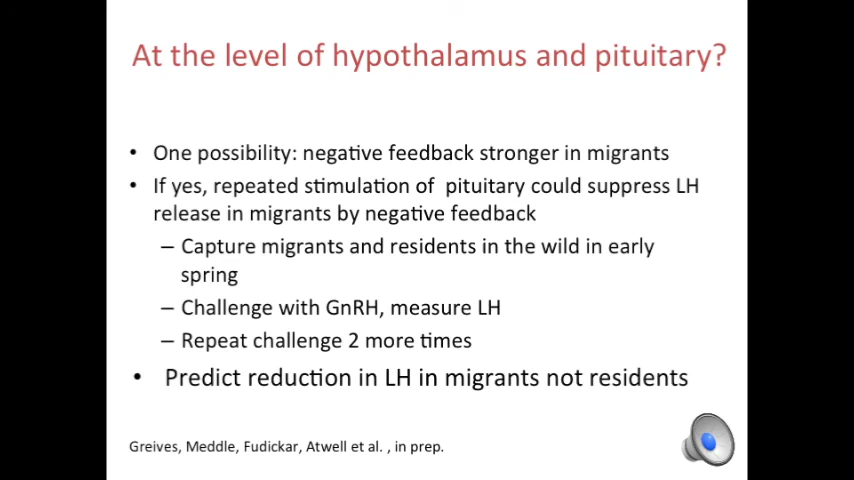 At the level of hypothalamus and pituitary?
• One possibility: negative feedback stronger in migrants
• If yes, repeated stimulation of pituitary could suppress LH
release in migrants by negative feedback
– Capture migrants and residents in the wild in early
spring
– Challenge with GnRH, measure LH
– Repeat challenge 2 more times
• Predict reduction in LH in migrants not residents
Greives, Meddle, Fudickar, Atwell et al. , in prep.